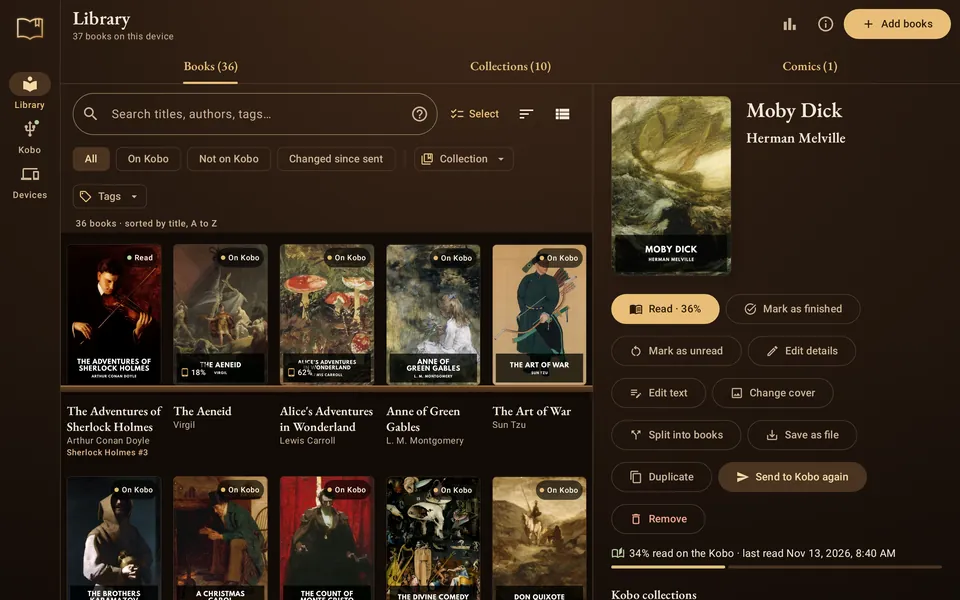 Library
37 books on this device
Add books
Library
Kobo
Devices
Books (36)
Collections (10)
Comics (1)
Search titles, authors, tags...
Select
All
On Kobo
Not on Kobo
Changed since sent
Collection
Tags
36 books · sorted by title, A to Z
Read
THE ADVENTURES OF
SHERLOCK HOLMES
ARTHUR CONAN DOYLE
The Adventures of
Sherlock Holmes
Arthur Conan Doyle
Sherlock Holmes #3
On Kobo
THE AENEID
VIRGIL
18%
The Aeneid
Virgil
On Kobo
ALICE'S ADVENTURES
IN WONDERLAND
LEWIS CARROLL
62%
Alice's Adventures
in Wonderland
Lewis Carroll
On Kobo
ANNE OF
GREEN GABLES
L. M. MONTGOMERY
Anne of Green
Gables
L. M. Montgomery
On Kobo
THE ART OF WAR
SUN TZU
The Art of War
Sun Tzu
On Kobo
THE BROTHERS
KARAMAZOV
On Kobo
A CHRISTMAS
CAROL
On Kobo
THE COUNT OF
MONTE CRISTO
On Kobo
THE DIVINE COMEDY
On Kobo
DON QUIXOTE
MOBY DICK
HERMAN MELVILLE
Moby Dick
Herman Melville
Read · 36%
Mark as finished
Mark as unread
Edit details
Edit text
Change cover
Split into books
Save as file
Duplicate
Send to Kobo again
Remove
34% read on the Kobo · last read Nov 13, 2026, 8:40 AM
Kobo collections